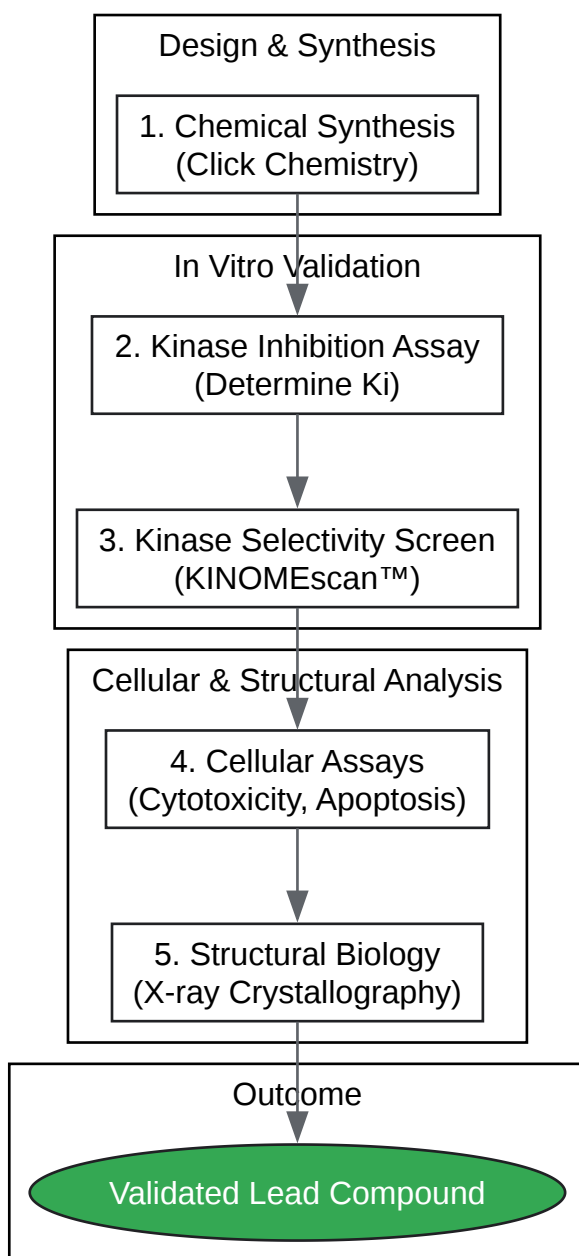 Design & Synthesis
1. Chemical Synthesis
(Click Chemistry)
In Vitro Validation
2. Kinase Inhibition Assay
(Determine Ki)
3. Kinase Selectivity Screen
(KINOMEscan™)
Cellular & Structural Analysis
4. Cellular Assays
(Cytotoxicity, Apoptosis)
5. Structural Biology
(X-ray Crystallography)
Outcome
Validated Lead Compound